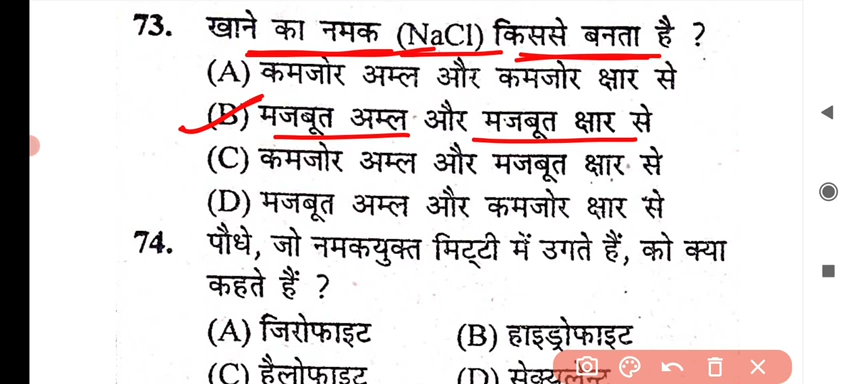 73. खाने का नमक (NaCl) किससे बनता है ?
(A) कमजोर अम्ल और कमजोर क्षार से
(B) मजबूत अम्ल और मजबूत क्षार से
(C) कमजोर अम्ल और मजबूत क्षार से
(D) मजबूत अम्ल और कमजोर क्षार से
74. पौधे, जो नमकयुक्त मिट्टी में उगते हैं, को क्या
कहते हैं ?
(A) जिरोफाइट (B) हाइड्रोफाइट
(C) हैलोफाइट (D) सेक्युलेन्ट